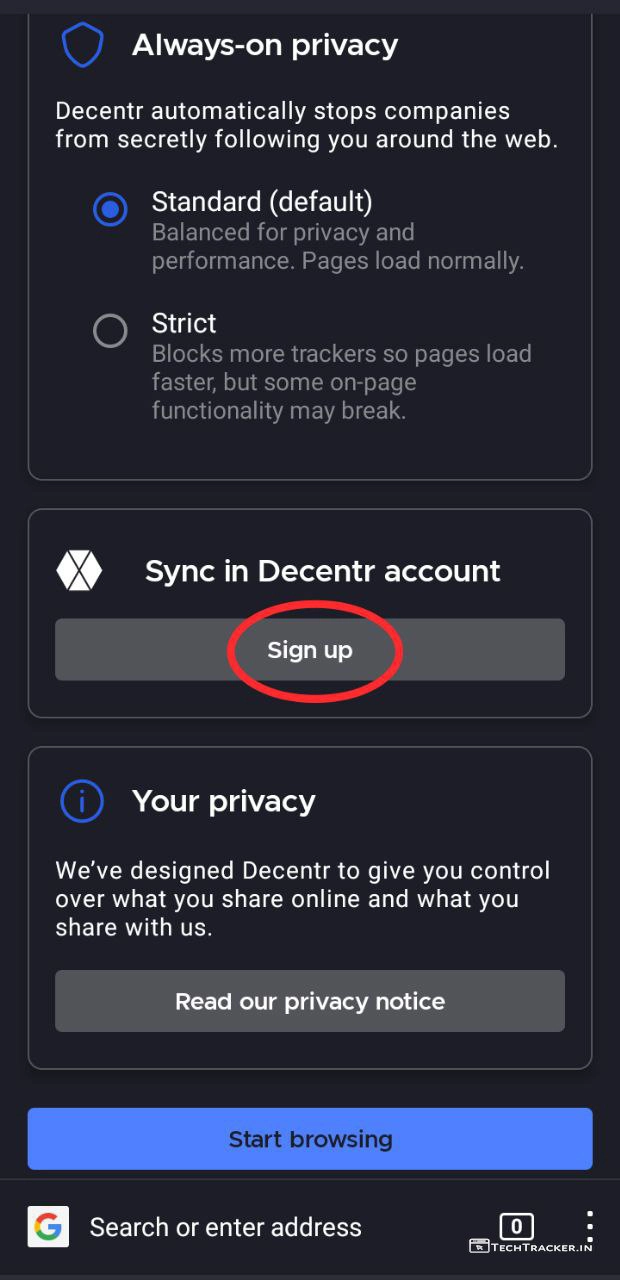 Always-on privacy
Decentr automatically stops companies
from secretly following you around the web.
Standard (default)
Balanced for privacy and
performance. Pages load normally.
Strict
Blocks more trackers so pages load
faster, but some on-page
functionality may break.
Sync in Decentr account
Sign up
Your privacy
We’ve designed Decentr to give you control
over what you share online and what you
share with us.
Read our privacy notice
Start browsing
Search or enter address
0
TECHTRACKER.IN